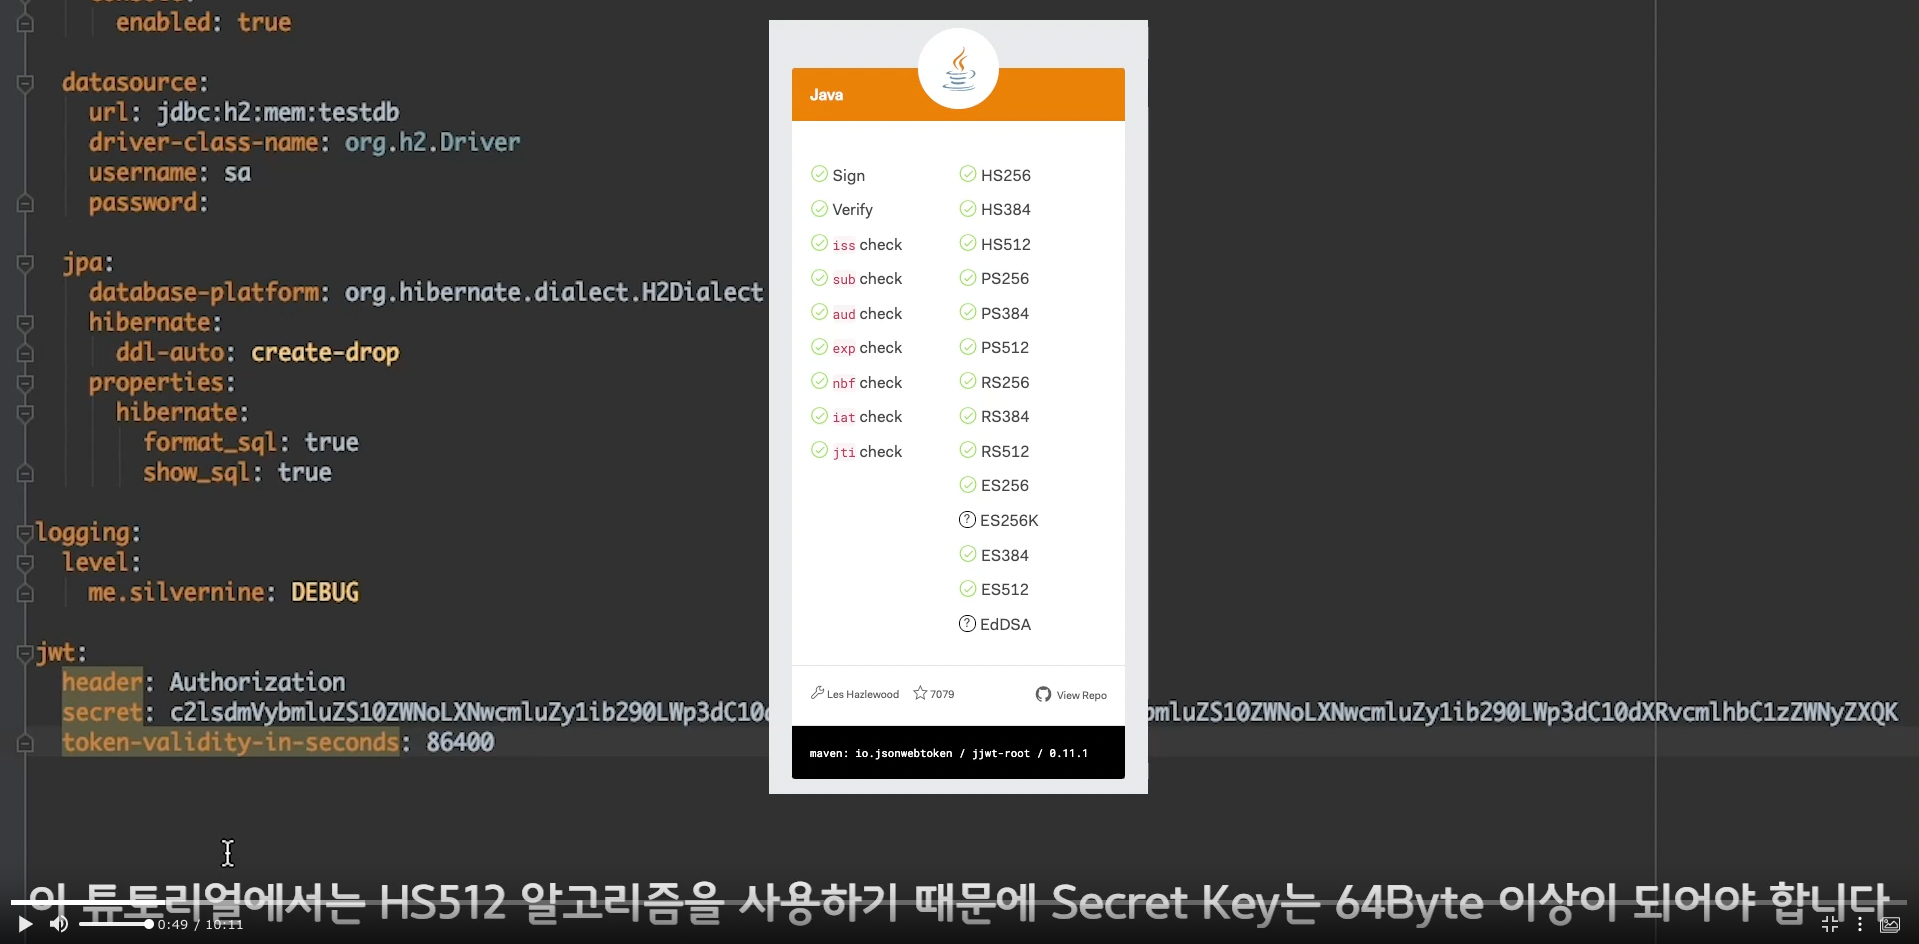 enabled: true
datasource:
url: jdbc:h2:mem:testdb
driver-class-name: org.h2.Driver
username: sa
password:
jpa:
database-platform: org.hibernate.dialect.H2Dialect
hibernate:
ddl-auto: create-drop
properties:
hibernate:
format_sql: true
show_sql: true
logging:
level:
me.silvernine: DEBUG
jwt:
header: Authorization
secret: c2lsdmVybmluZS10ZWNoLXNwcmluZy1ib290LWp3dC10 mluZS10ZWNoLXNwcmluZy1ib290LWp3dC10dXRvcmlhbC1zZWNyZXQK
token-validity-in-seconds: 86400
Java
Sign
Verify
iss check
sub check
aud check
exp check
nbf check
iat check
jti check
HS256
HS384
HS512
PS256
PS384
PS512
RS256
RS384
RS512
ES256
ES256K
ES384
ES512
EdDSA
Les Hazlewood 7079 View Repo
maven: io.jsonwebtoken / jjwt-root / 0.11.1
이 튜토리얼에서는 HS512 알고리즘을 사용하기 때문에 Secret Key는 64Byte 이상이 되어야 합니다
0:49 / 10:11